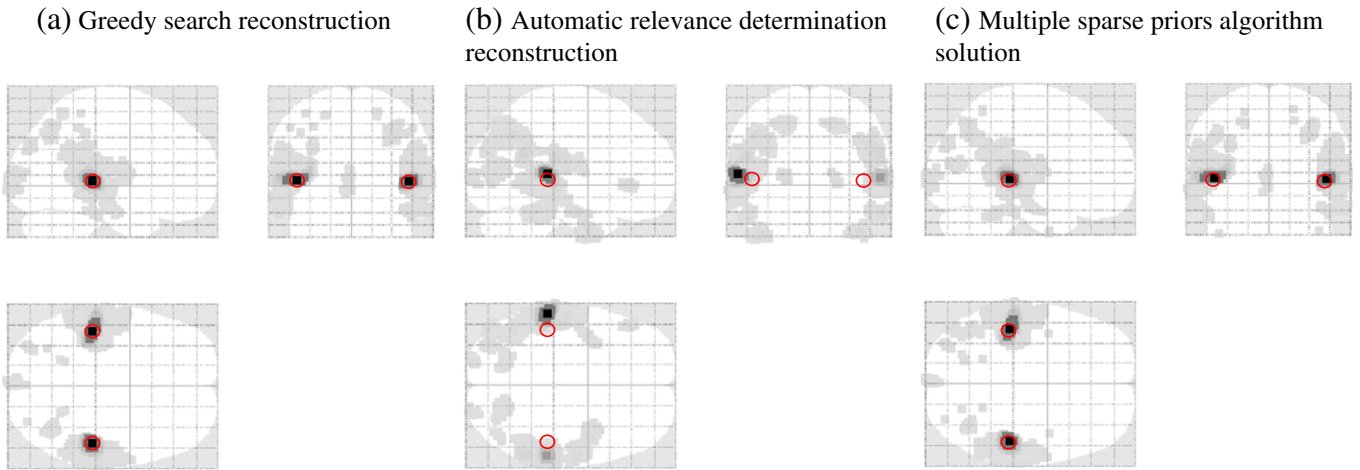 (a) Greedy search reconstruction
(b) Automatic relevance determination
reconstruction
(c) Multiple sparse priors algorithm
solution